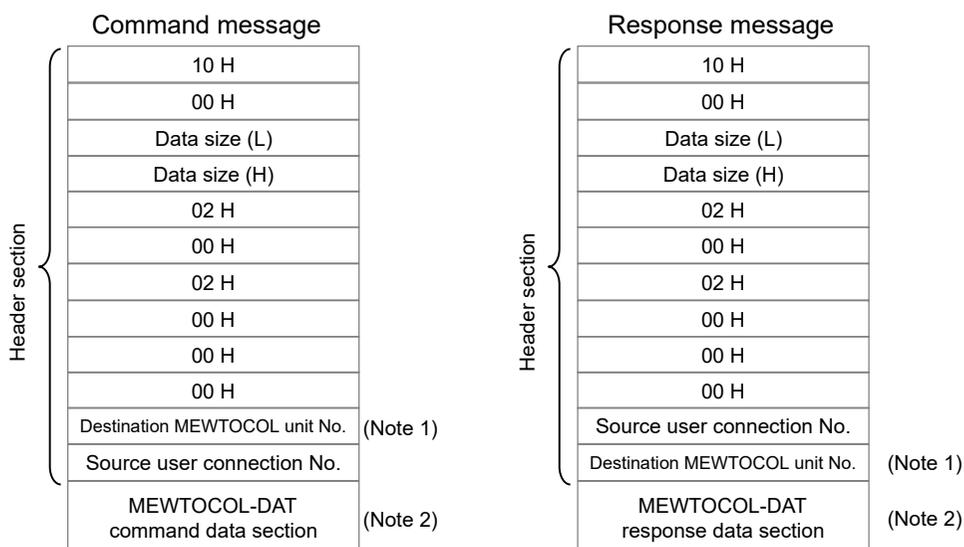 Command message
Header section
10 H
00 H
Data size (L)
Data size (H)
02 H
00 H
02 H
00 H
00 H
00 H
Destination MEWTOCOL unit No. (Note 1)
Source user connection No.
MEWTOCOL-DAT
command data section (Note 2)
Response message
Header section
10 H
00 H
Data size (L)
Data size (H)
02 H
00 H
02 H
00 H
00 H
00 H
Source user connection No.
Destination MEWTOCOL unit No. (Note 1)
MEWTOCOL-DAT
response data section (Note 2)